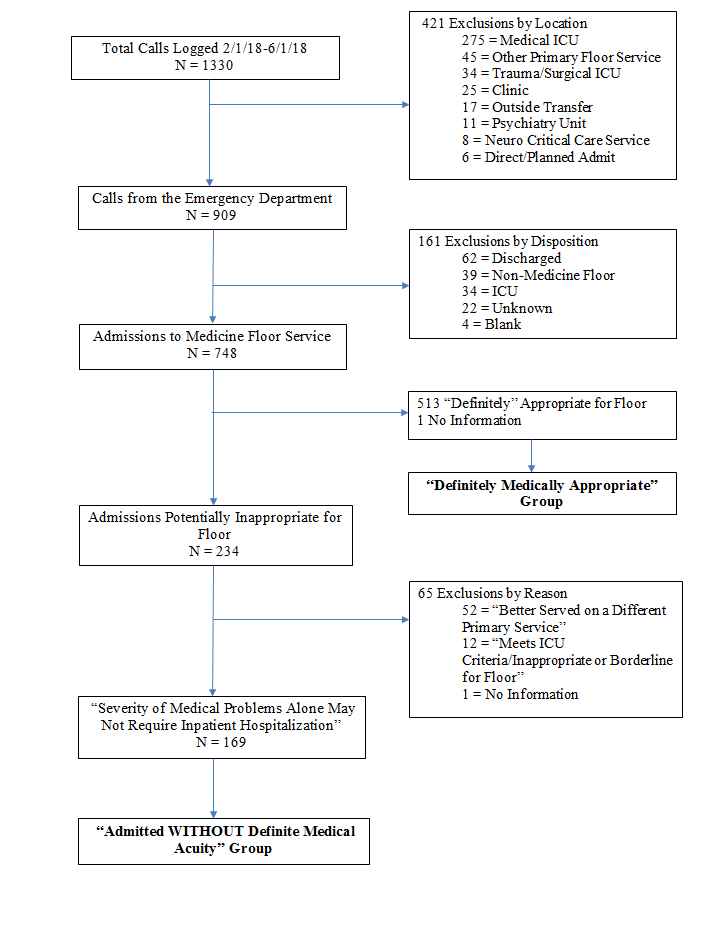 Total Calls Logged 2/1/18-6/1/18
N = 1330
421 Exclusions by Location
275 = Medical ICU
45 = Other Primary Floor Service
34 = Trauma/Surgical ICU
25 = Clinic
17 = Outside Transfer
11 = Psychiatry Unit
8 = Neuro Critical Care Service
6 = Direct/Planned Admit
Calls from the Emergency Department
N = 909
161 Exclusions by Disposition
62 = Discharged
39 = Non-Medicine Floor
34 = ICU
22 = Unknown
4 = Blank
Admissions to Medicine Floor Service
N = 748
513 “Definitely” Appropriate for Floor
1 No Information
“Definitely Medically Appropriate”
Group
Admissions Potentially Inappropriate for
Floor
N = 234
65 Exclusions by Reason
52 = “Better Served on a Different
Primary Service”
12 = “Meets ICU
Criteria/Inappropriate or Borderline
for Floor”
1 = No Information
“Severity of Medical Problems Alone May
Not Require Inpatient Hospitalization”
N = 169
“Admitted WITHOUT Definite Medical
Acuity” Group